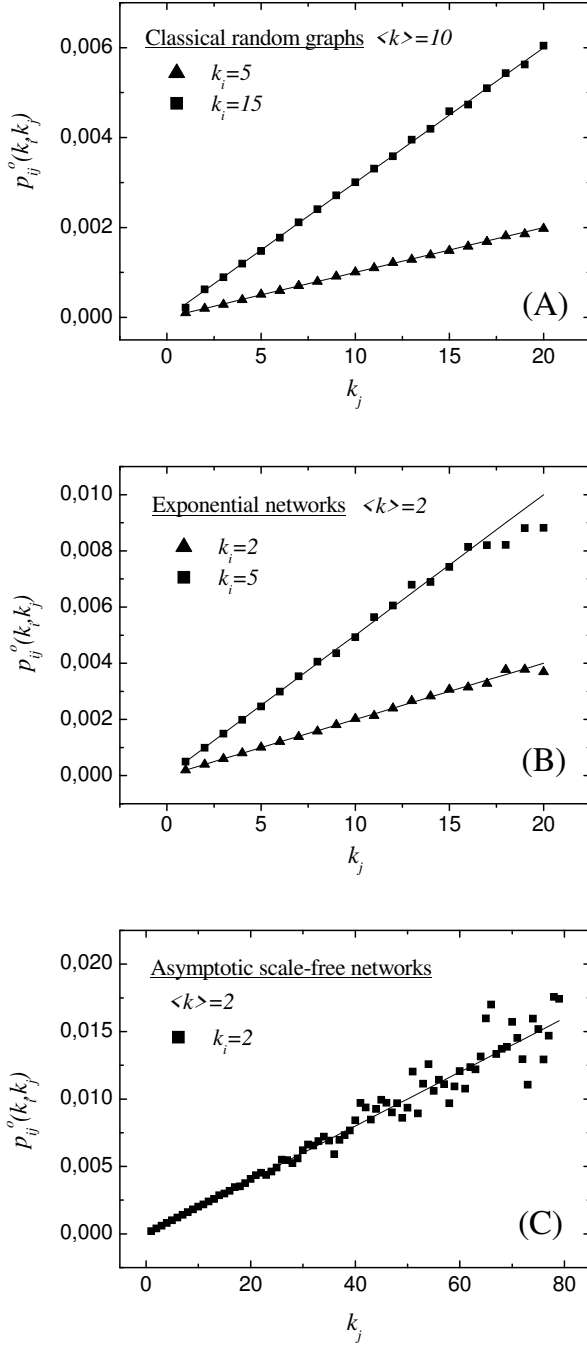 Classical random graphs <k>=10
k_i=5
k_i=15
0,006
0,004
0,002
0,000
p_ij^o(k_i,k_j)
0 5 10 15 20
k_j
(A)
Exponential networks <k>=2
k_i=2
k_i=5
0,010
0,008
0,006
0,004
0,002
0,000
p_ij^o(k_i,k_j)
0 5 10 15 20
k_j
(B)
Asymptotic scale-free networks
<k>=2
k_i=2
0,020
0,015
0,010
0,005
0,000
p_ij^o(k_i,k_j)
0 20 40 60 80
k_j
(C)